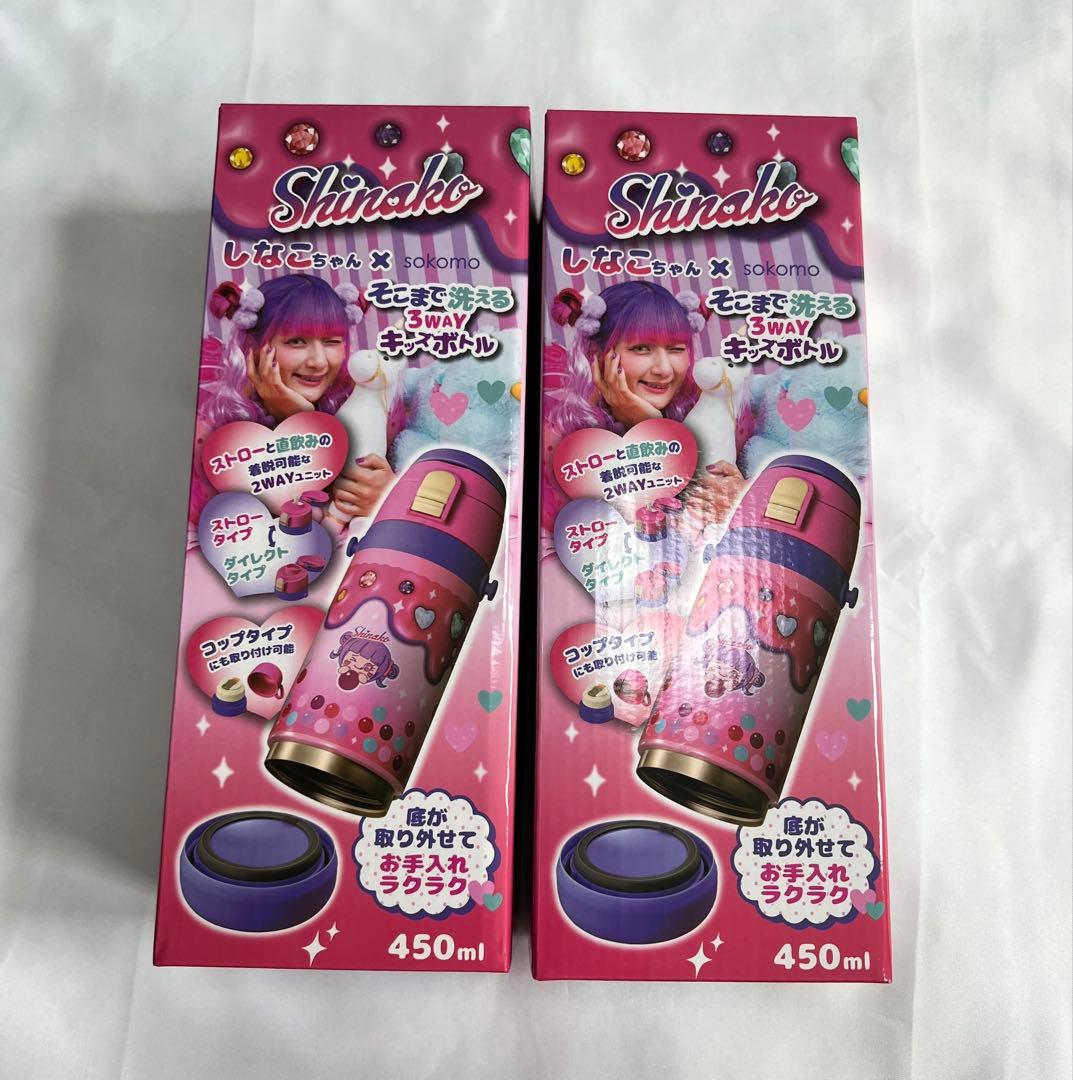 Shinako
しなこちゃん × sokomo
そこまで洗える
3WAY
キッズボトル
ストローと直飲みの
着脱可能な
2WAYユニット
ストロー
タイプ
ダイレクト
タイプ
コップタイプ
にも取り付け可能
Shinako
底が
取り外せて
お手入れ
ラクラク
450ml
Shinako
しなこちゃん × sokomo
そこまで洗える
3WAY
キッズボトル
ストローと直飲みの
着脱可能な
2WAYユニット
ストロー
タイプ
ダイレクト
タイプ
コップタイプ
にも取り付け可能
Shinako
底が
取り外せて
お手入れ
ラクラク
450ml